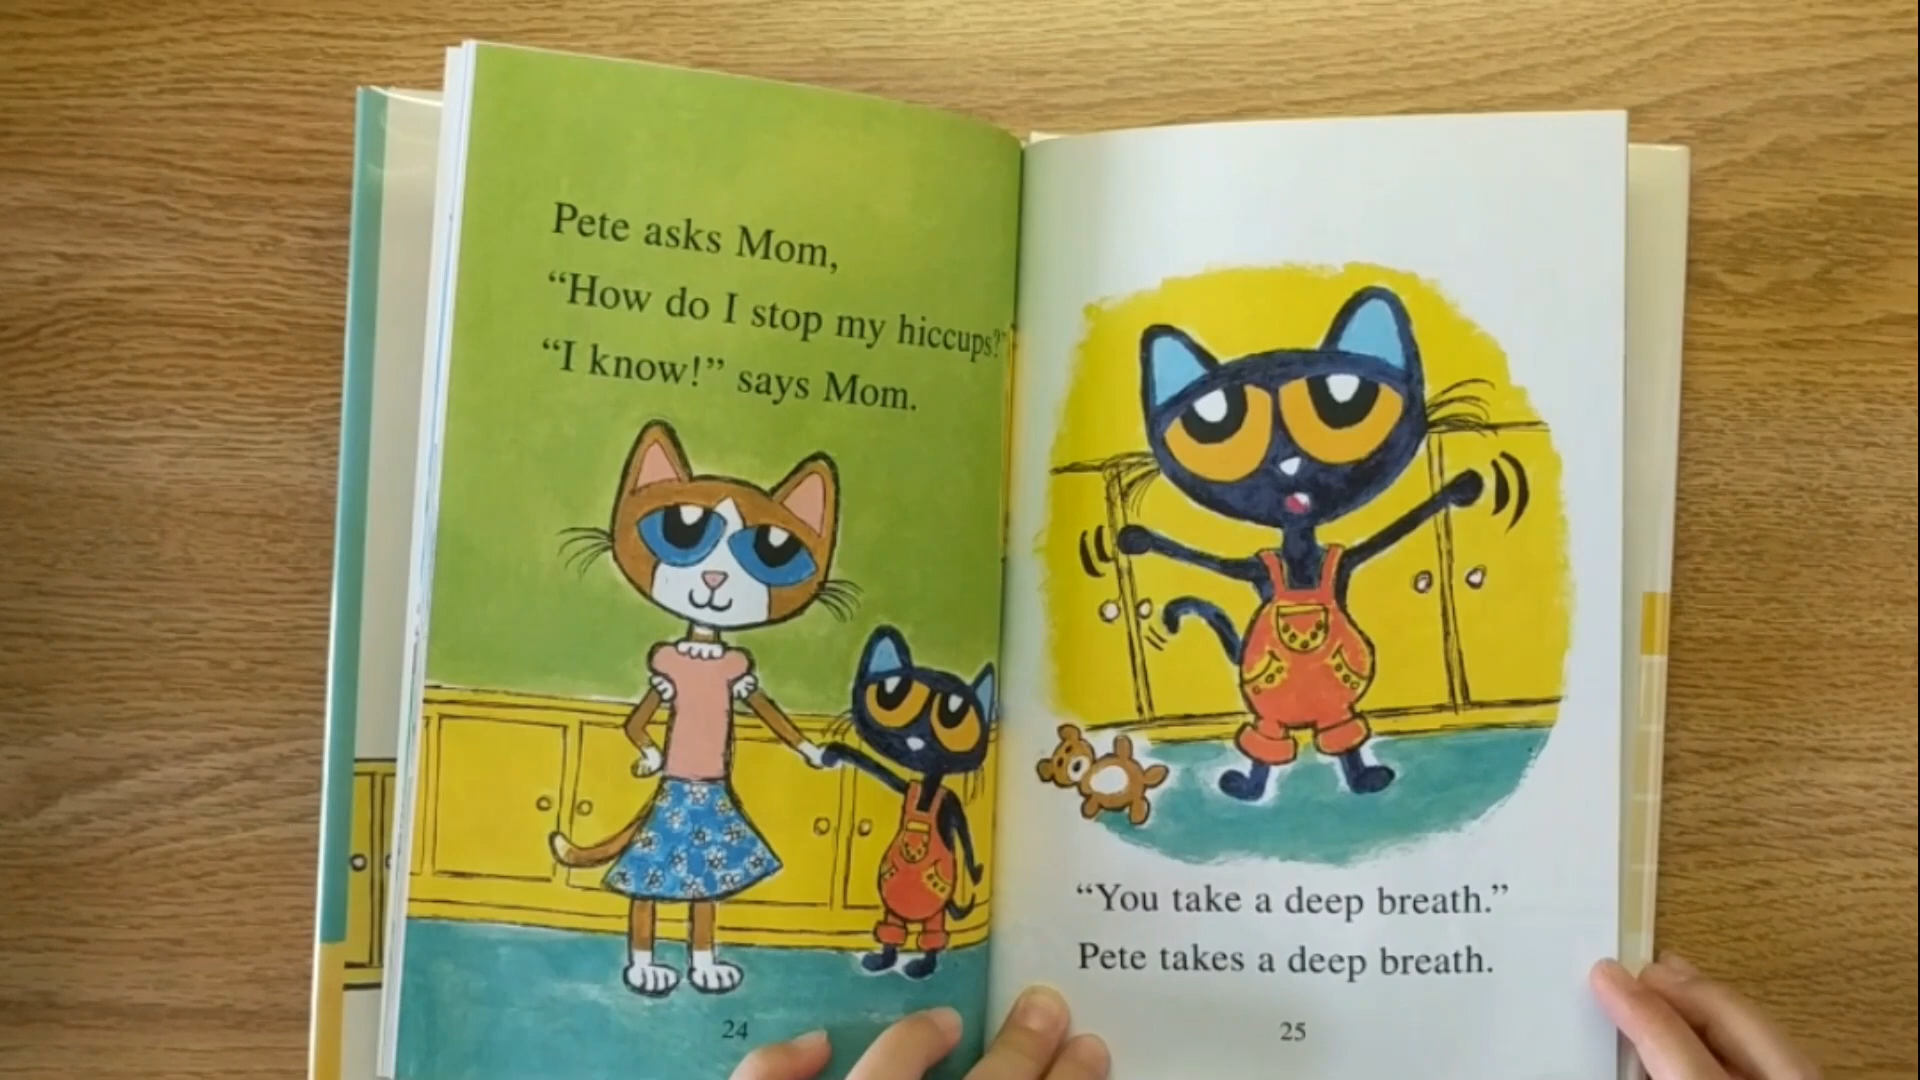 Pete asks Mom,
“How do I stop my hiccups?”
“I know!” says Mom.
24
“You take a deep breath.”
Pete takes a deep breath.
25